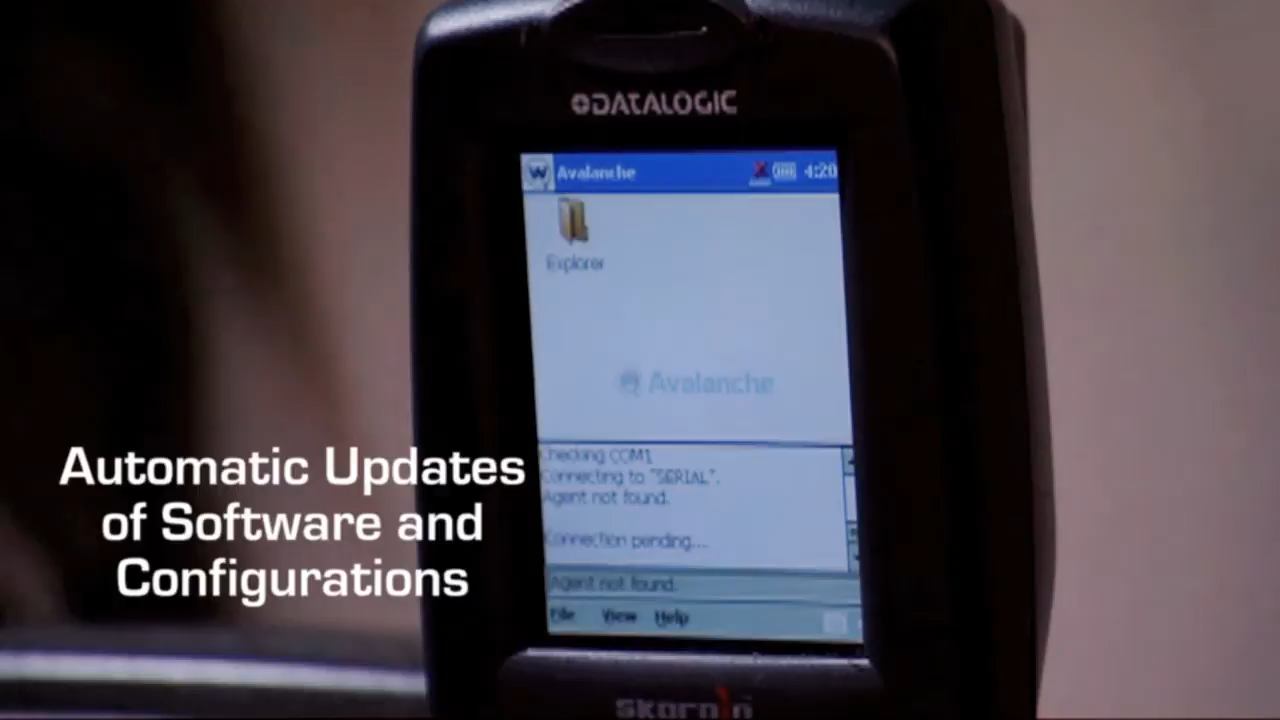 DATALOGIC
Avalanche 4:20
Explorer
Avalanche
Automatic Updates
of Software and
Configurations
Checking COM1
Connecting to "SERIAL".
Agent not found.
Connection pending...
Agent not found.
File View Help
Skorpio